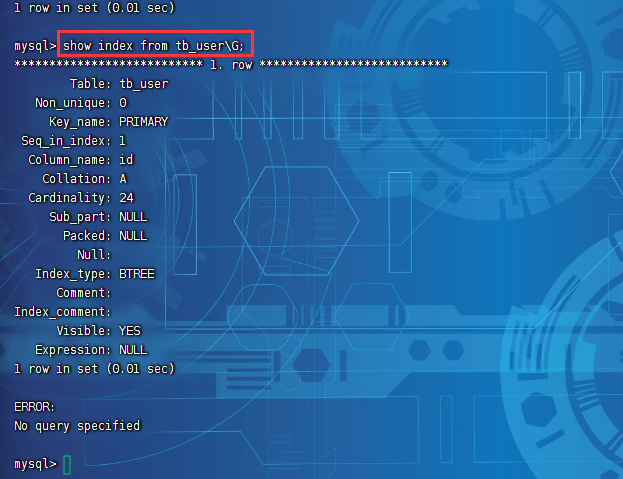 1 row in set (0.01 sec)
mysql> show index from tb_user\G;
*************************** 1. row ***************************
Table: tb_user
Non_unique: 0
Key_name: PRIMARY
Seq_in_index: 1
Column_name: id
Collation: A
Cardinality: 24
Sub_part: NULL
Packed: NULL
Null:
Index_type: BTREE
Comment:
Index_comment:
Visible: YES
Expression: NULL
1 row in set (0.01 sec)
ERROR:
No query specified
mysql>